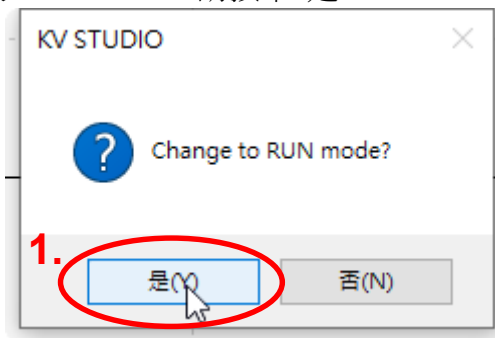 KV STUDIO
Change to RUN mode?
1.
是(Y)
否(N)